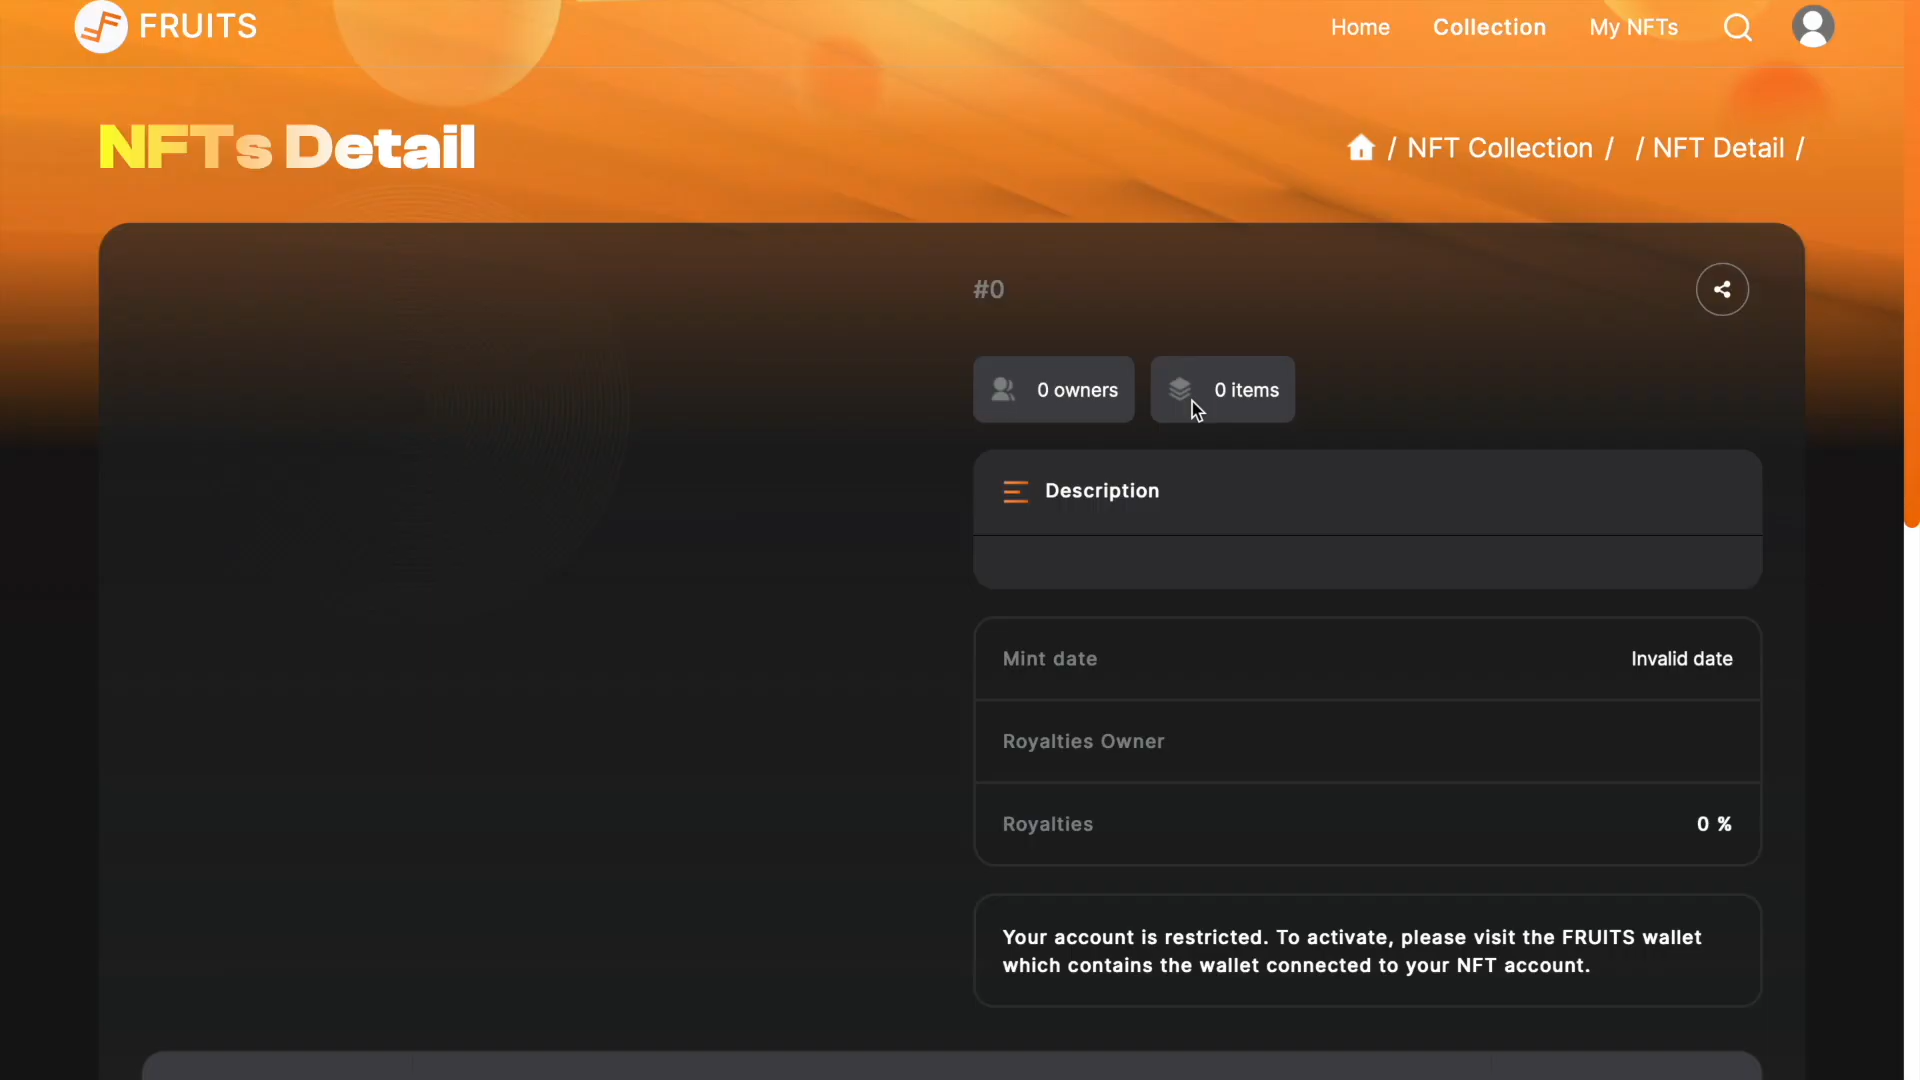 FRUITS
Home
Collection
My NFTs
NFTs Detail
/ NFT Collection / / NFT Detail /
#0
0 owners
0 items
Description
Mint date
Invalid date
Royalties Owner
Royalties
0 %
Your account is restricted. To activate, please visit the FRUITS wallet
which contains the wallet connected to your NFT account.